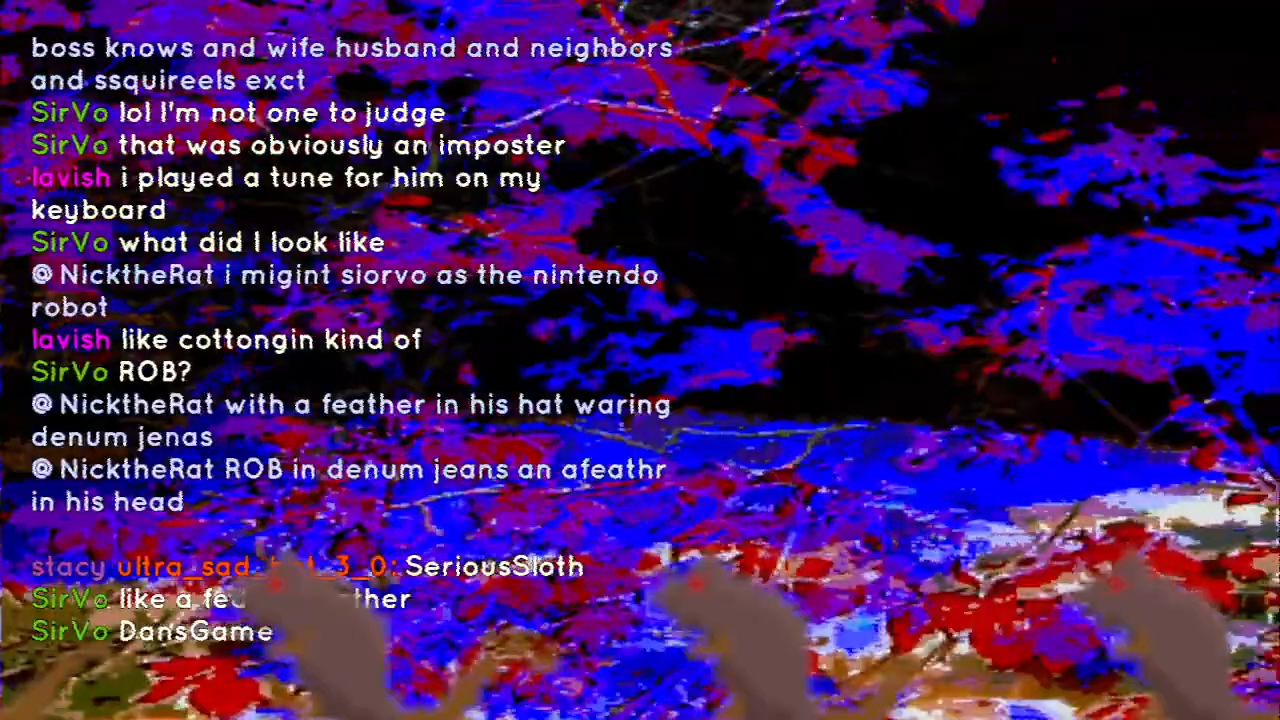 boss knows and wife husband and neighbors
and ssquireels exct
SirVo lol I'm not one to judge
SirVo that was obviously an imposter
lavish i played a tune for him on my
keyboard
SirVo what did I look like
@NicktheRat i migint siorvo as the nintendo
robot
lavish like cottongin kind of
SirVo ROB?
@NicktheRat with a feather in his hat waring
denum jenas
@NicktheRat ROB in denum jeans an afeathr
in his head
stacy ultra_sad_ _3_0: SeriousSloth
SirVo like a
SirVo DansGame